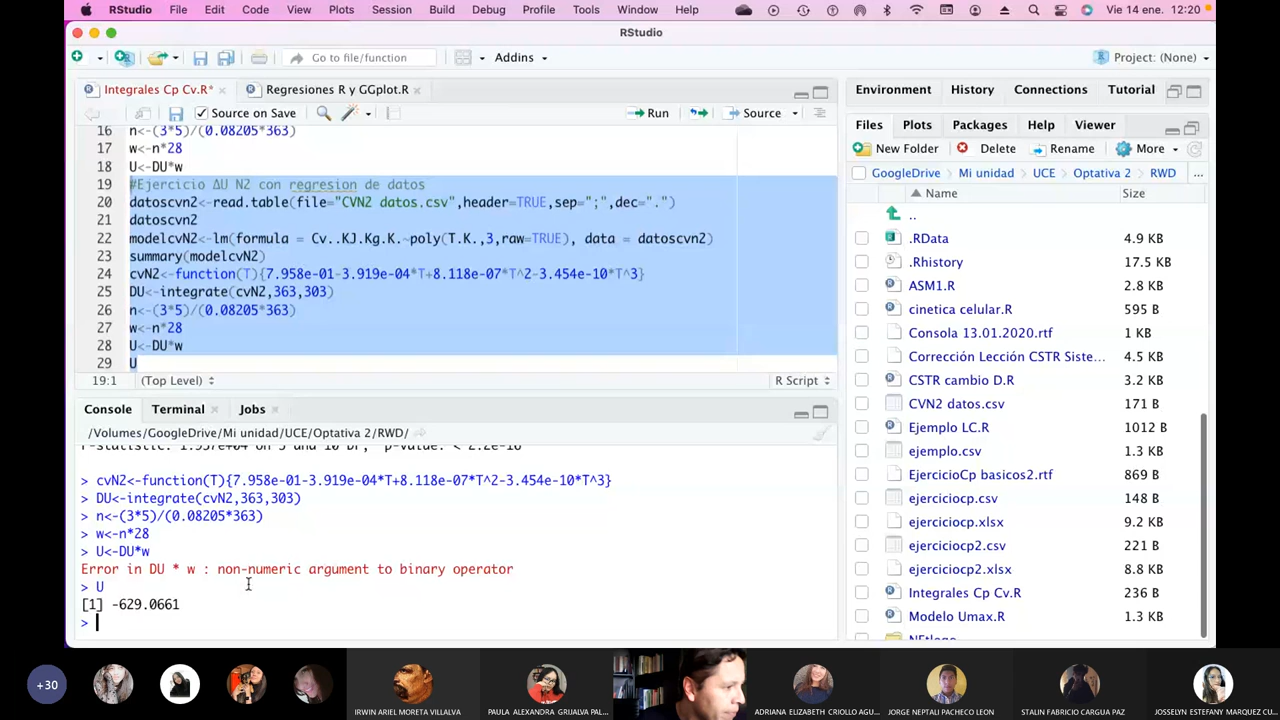 RStudio File Edit Code View Plots Session Build Debug Profile Tools Window Help Vie 14 ene. 12:20
RStudio
Go to file/function Addins Project: (None)
Integrales Cp Cv.R* Regresiones R y GGplot.R
Source on Save Run Source
16 n<-(3*5)/(0.08205*363)
17 w<-n*28
18 U<-DU*w
19 #Ejercicio ΔU N2 con regresion de datos
20 datoscvn2<-read.table(file="CVN2 datos.csv",header=TRUE,sep=";",dec=".")
21 datoscvn2
22 modelcvN2<-lm(formula = Cv..KJ.Kg.K.~poly(T.K.,3,raw=TRUE), data = datoscvn2)
23 summary(modelcvN2)
24 cvN2<-function(T){7.958e-01-3.919e-04*T+8.118e-07*T^2-3.454e-10*T^3}
25 DU<-integrate(cvN2,363,303)
26 n<-(3*5)/(0.08205*363)
27 w<-n*28
28 U<-DU*w
29 U
19:1 (Top Level) R Script
Console Terminal Jobs
/Volumes/GoogleDrive/Mi unidad/UCE/Optativa 2/RWD/
> cvN2<-function(T){7.958e-01-3.919e-04*T+8.118e-07*T^2-3.454e-10*T^3}
> DU<-integrate(cvN2,363,303)
> n<-(3*5)/(0.08205*363)
> w<-n*28
> U<-DU*w
Error in DU * w : non-numeric argument to binary operator
> U
[1] -629.0661
>
Environment History Connections Tutorial
Files Plots Packages Help Viewer
New Folder Delete Rename More
GoogleDrive Mi unidad UCE Optativa 2 RWD ...
Name Size
..
.RData 4.9 KB
.Rhistory 17.5 KB
ASM1.R 2.8 KB
cinetica celular.R 595 B
Consola 13.01.2020.rtf 1 KB
Corrección Lección CSTR Siste... 4.5 KB
CSTR cambio D.R 3.2 KB
CVN2 datos.csv 171 B
Ejemplo LC.R 1012 B
ejemplo.csv 1.3 KB
EjercicioCp basicos2.rtf 869 B
ejerciciocp.csv 148 B
ejerciciocp.xlsx 9.2 KB
ejerciciocp2.csv 221 B
ejerciciocp2.xlsx 8.6 KB
Integrales Cp Cv.R 236 B
Modelo Umax.R 1.3 KB
+30
IRWIN ARIEL MORETA VILLALVA
PAULA ALEXANDRA GRIJALVA PAL...
ADRIANA ELIZABETH CRIOLLO AGU...
JORGE NEPTALI PACHECO LEON
STALIN FABRICIO CARGUA PAZ
JOSSELYN ESTEFANY MARQUEZ CU...